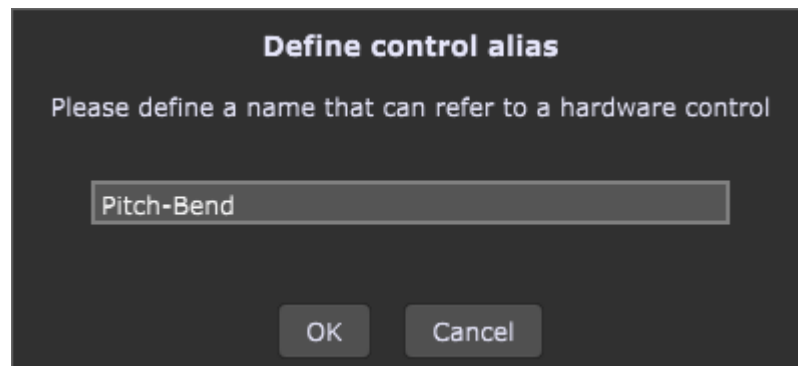 Define control alias
Please define a name that can refer to a hardware control
Pitch-Bend
OK Cancel